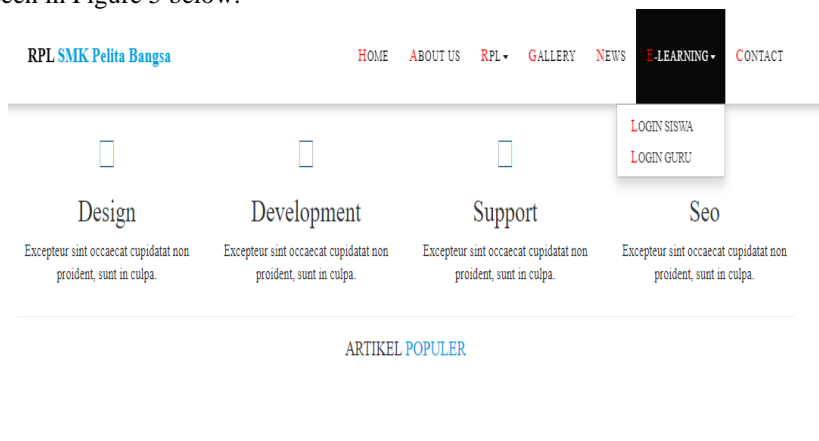 seen in Figure 3 below.
RPL SMK Pelita Bangsa
HOME ABOUT US RPL GALLERY NEWS E-LEARNING CONTACT
LOGIN SISWA
LOGIN GURU
Design Development Support Seo
Excepteur sint occaecat cupidatat non Excepteur sint occaecat cupidatat non Excepteur sint occaecat cupidatat non Excepteur sint occaecat cupidatat non
proident, sunt in culpa. proident, sunt in culpa. proident, sunt in culpa. proident, sunt in culpa.
ARTIKEL POPULER